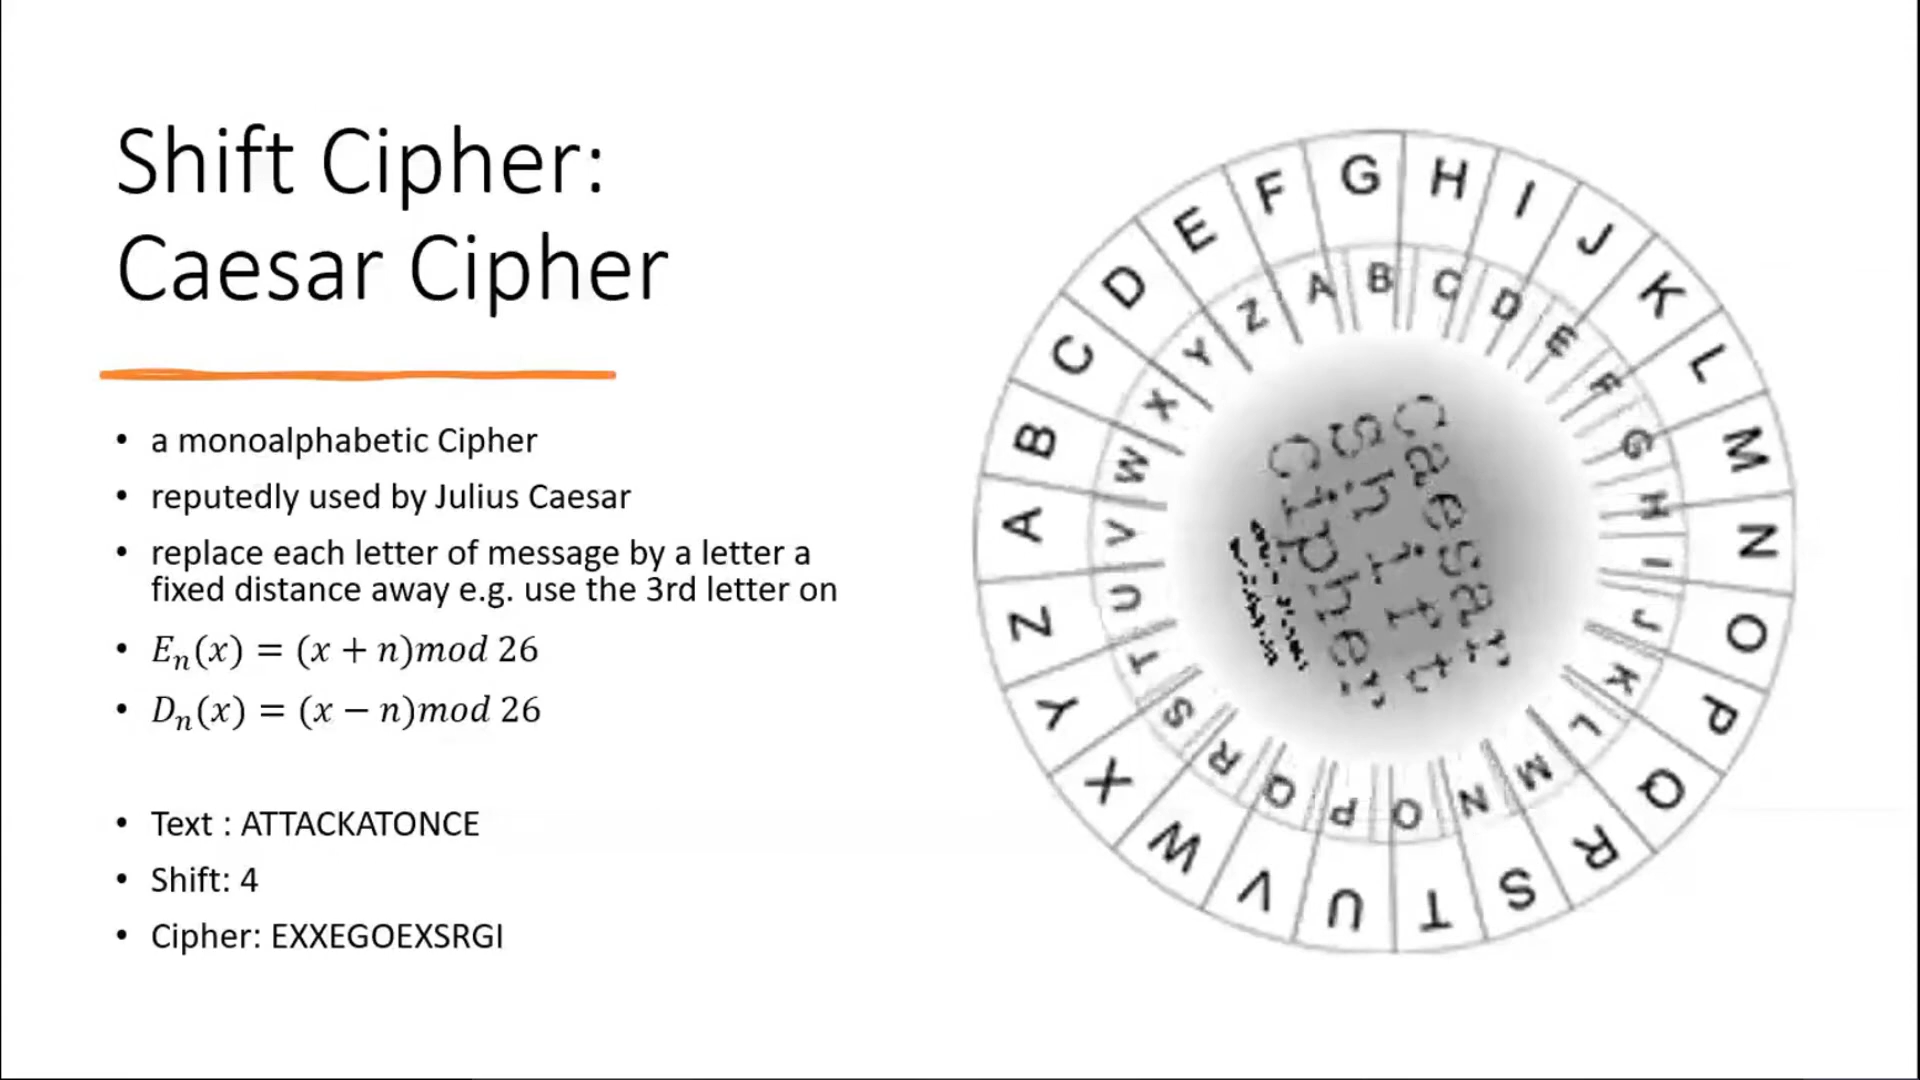 Shift Cipher:
Caesar Cipher
• a monoalphabetic Cipher
• reputedly used by Julius Caesar
• replace each letter of message by a letter a
fixed distance away e.g. use the 3rd letter on
• Eₙ(x) = (x + n)mod 26
• Dₙ(x) = (x − n)mod 26
• Text : ATTACKATONCE
• Shift: 4
• Cipher: EXXEGOEXSRGI
A B C D E F G H I J K L M N O P Q R S T U V W X Y Z
A B C D E F G H I J K L M N O P Q R S T U V W X Y Z
Caesar
Shift
Cipher